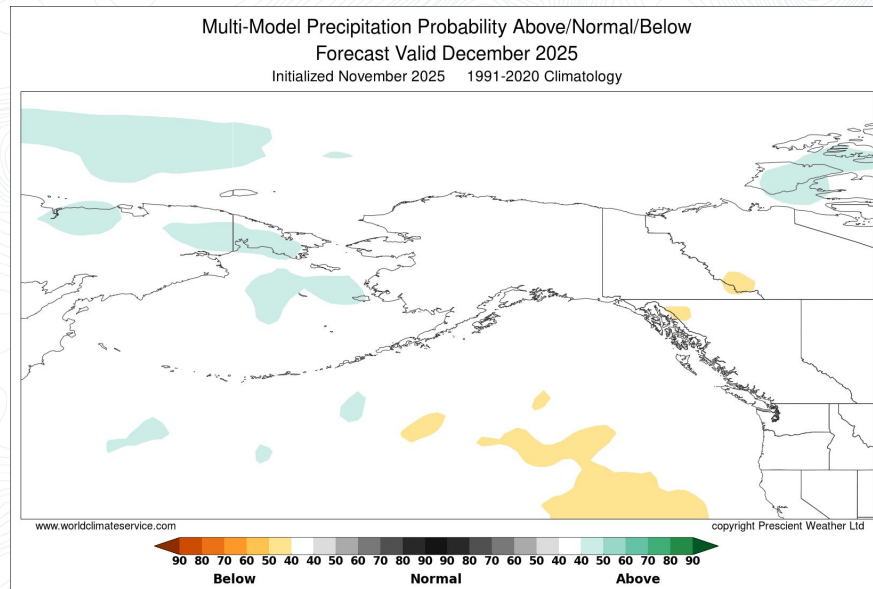 Multi-Model Precipitation Probability Above/Normal/Below
Forecast Valid December 2025
Initialized November 2025 1991-2020 Climatology
www.worldclimateservice.com copyright Prescient Weather Ltd
90 80 70 60 50 40 40 50 60 70 80 90 90 80 70 60 50 40 40 50 60 70 80 90
Below Normal Above